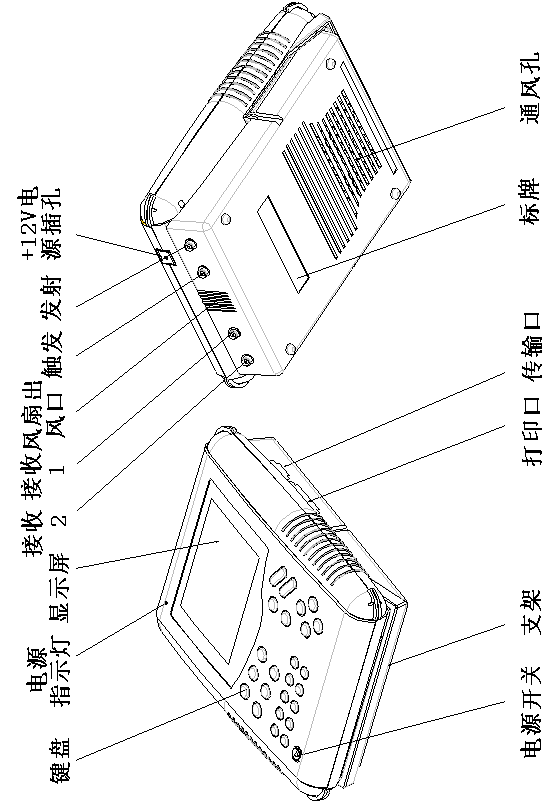 键盘
电源
指示灯
显示屏
接收
2
接收
1
风扇出
风口
触发
发射
+12V电
源插孔
电源开关
支架
打印口
传输口
标牌
通风孔